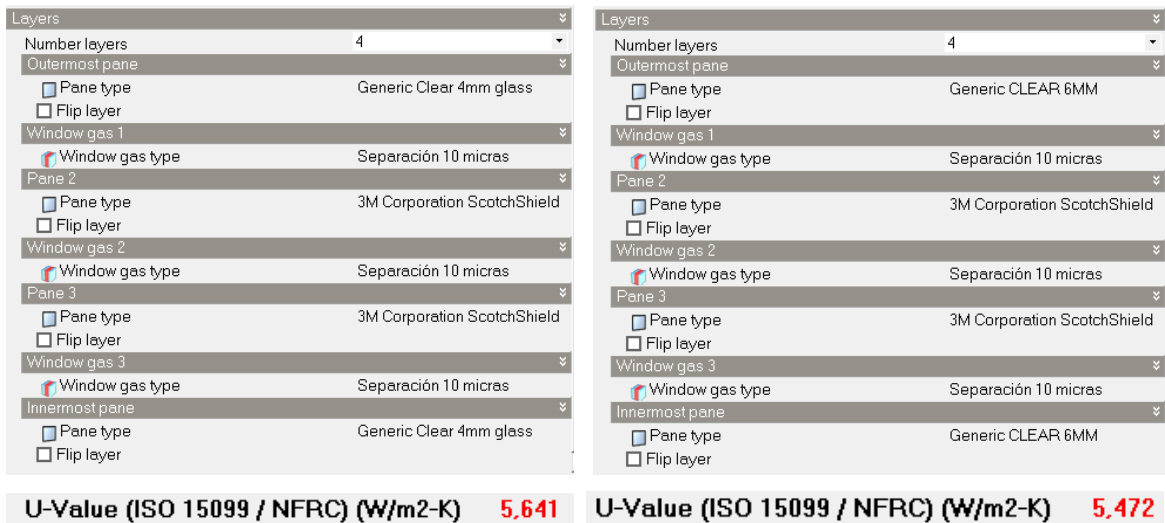 Layers
Number layers 4
Outermost pane
Pane type Generic Clear 4mm glass
Flip layer
Window gas 1
Window gas type Separación 10 micras
Pane 2
Pane type 3M Corporation ScotchShield
Flip layer
Window gas 2
Window gas type Separación 10 micras
Pane 3
Pane type 3M Corporation ScotchShield
Flip layer
Window gas 3
Window gas type Separación 10 micras
Innermost pane
Pane type Generic Clear 4mm glass
Flip layer
U-Value (ISO 15099 / NFRC) (W/m2-K) 5,641
Layers
Number layers 4
Outermost pane
Pane type Generic CLEAR 6MM
Flip layer
Window gas 1
Window gas type Separación 10 micras
Pane 2
Pane type 3M Corporation ScotchShield
Flip layer
Window gas 2
Window gas type Separación 10 micras
Pane 3
Pane type 3M Corporation ScotchShield
Flip layer
Window gas 3
Window gas type Separación 10 micras
Innermost pane
Pane type Generic CLEAR 6MM
Flip layer
U-Value (ISO 15099 / NFRC) (W/m2-K) 5,472